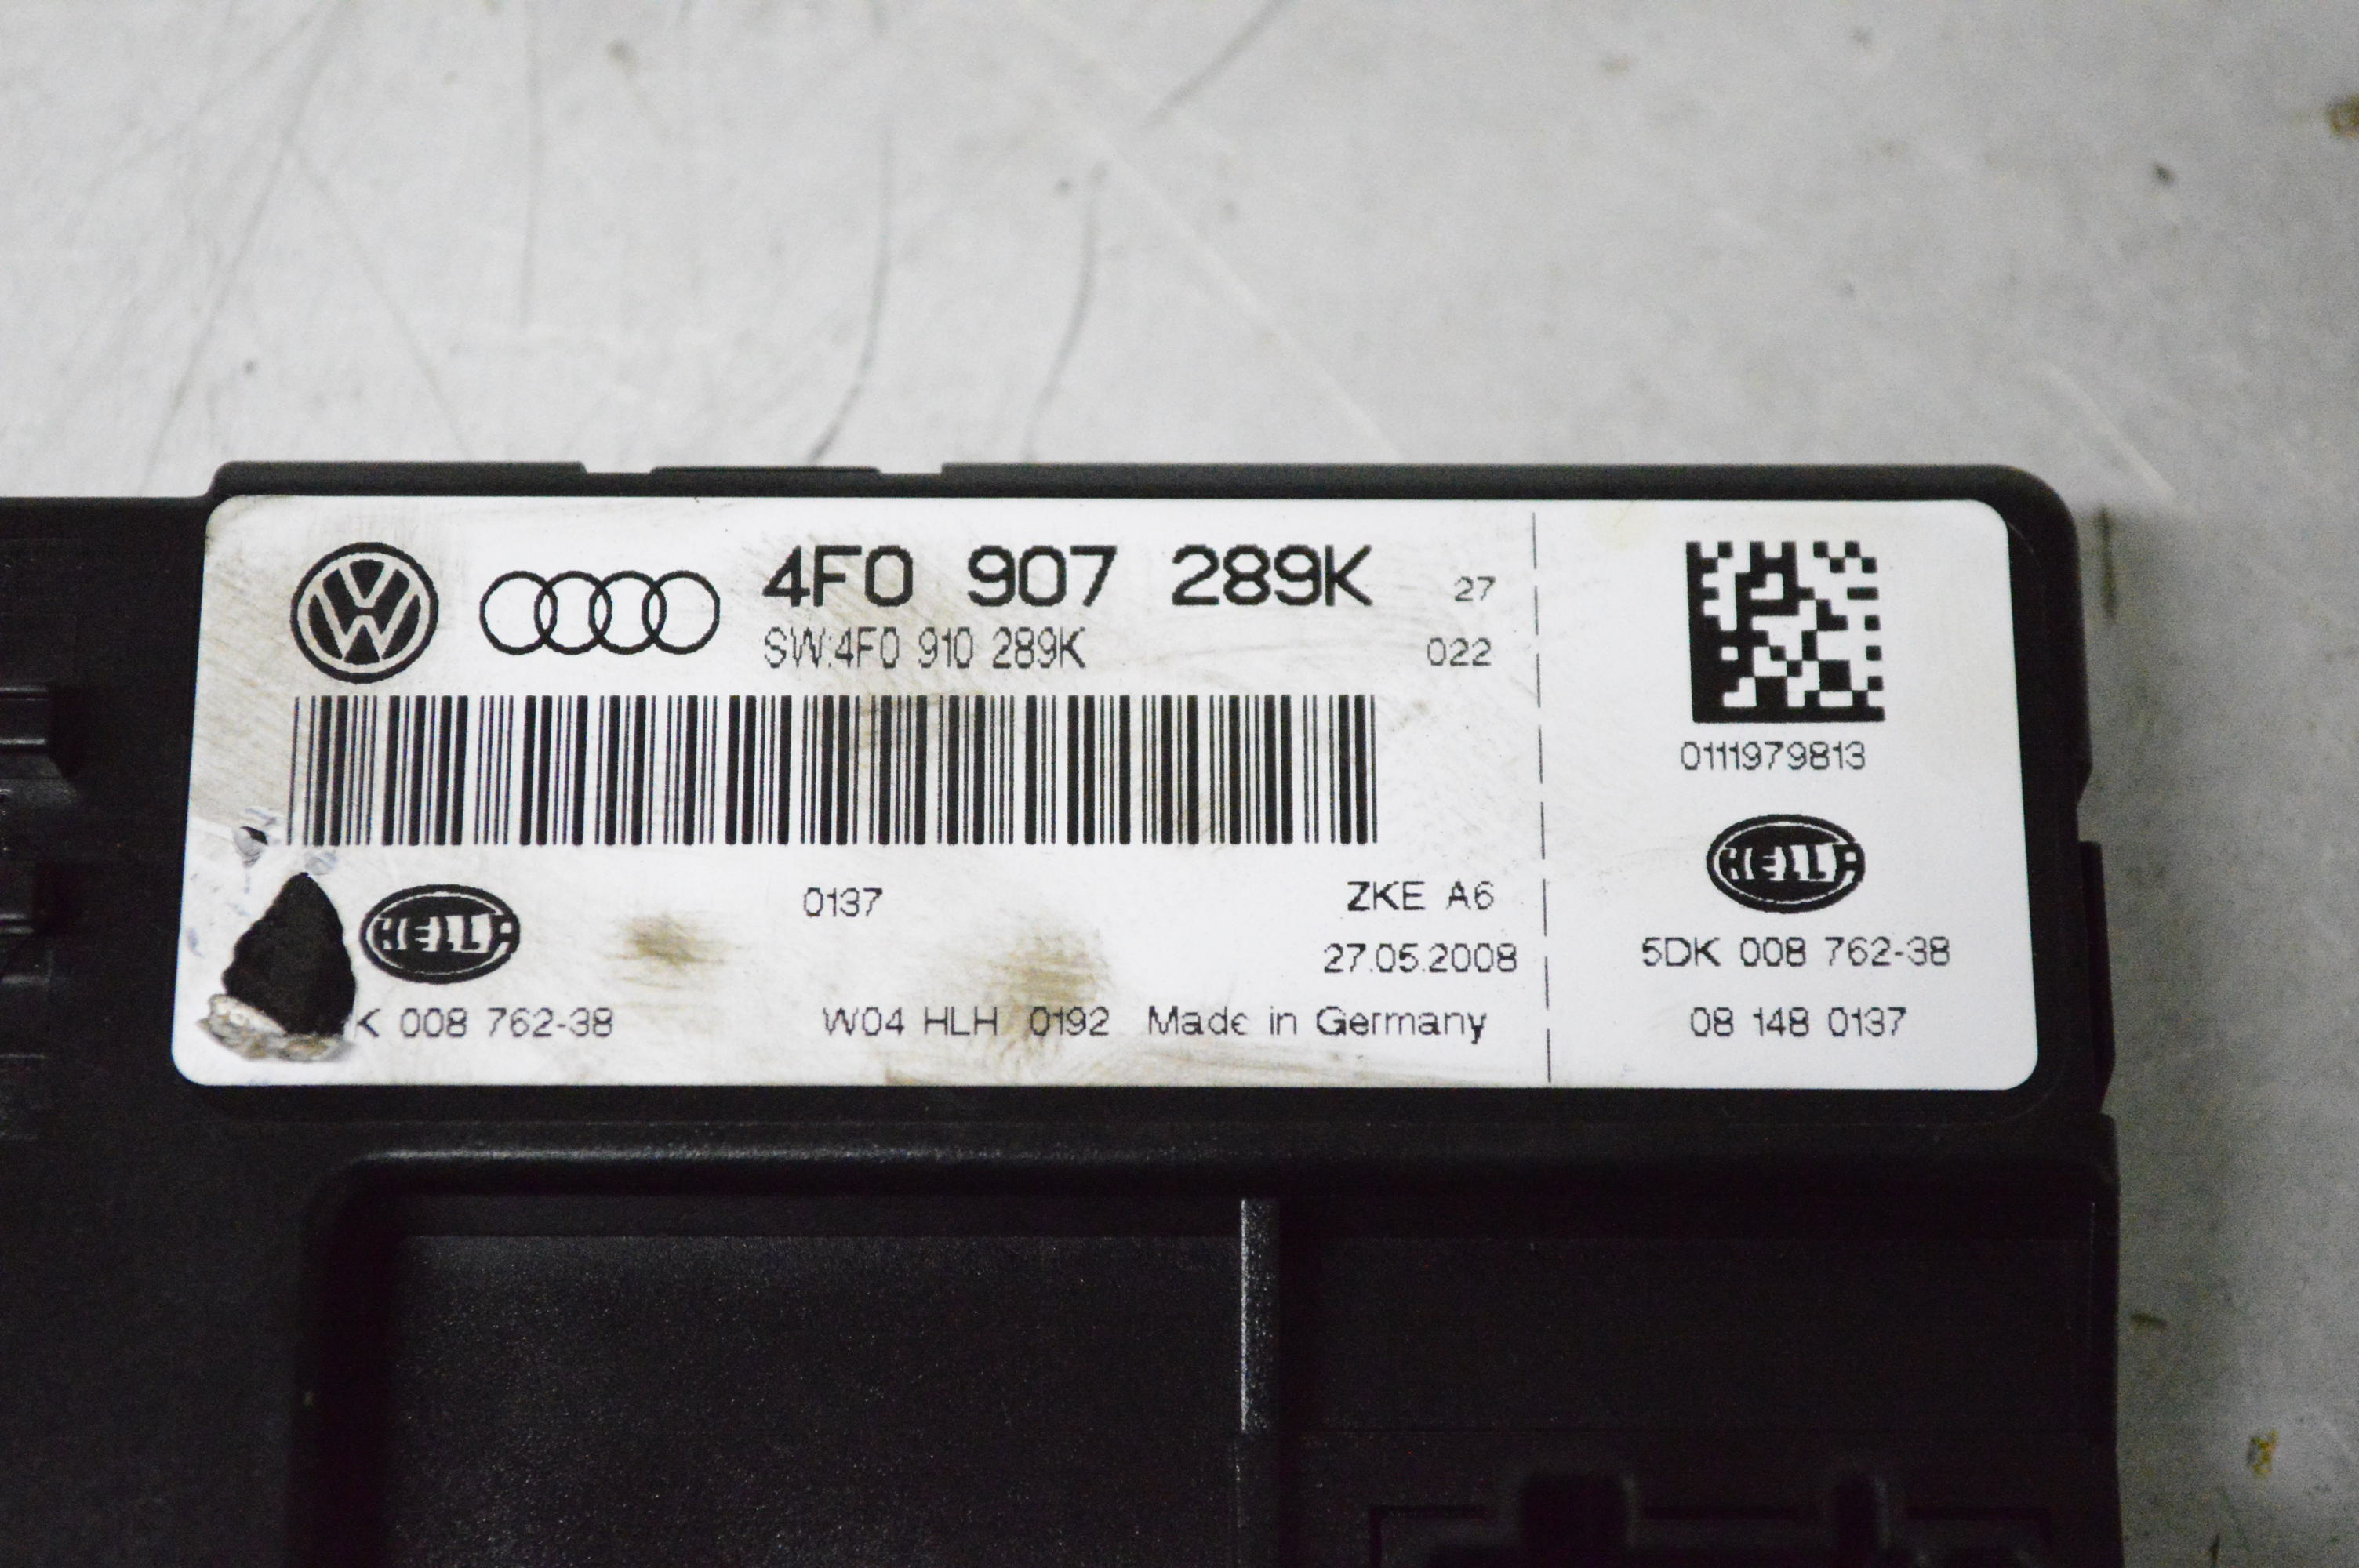 4F0 907 289K 27
SW:4F0 910 289K 022
0137 ZKE A6
HELLA 27.05.2008
K 008 762-38 W04 HLH 0192 Made in Germany
0111979813
HELLA
5DK 008 762-38
08 148 0137